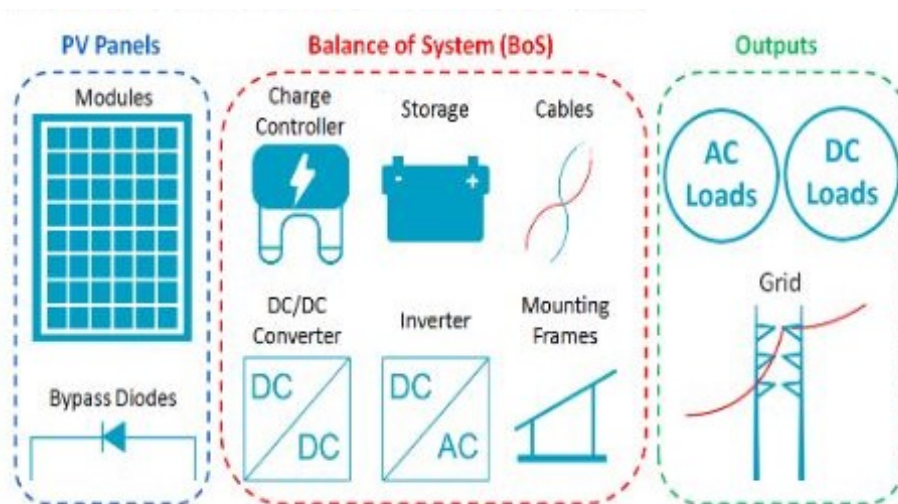 PV Panels
Balance of System (BoS)
Outputs
Modules
Bypass Diodes
Charge
Controller
Storage
Cables
DC/DC
Converter
Inverter
Mounting
Frames
DC
DC
DC
AC
- +
AC
Loads
DC
Loads
Grid